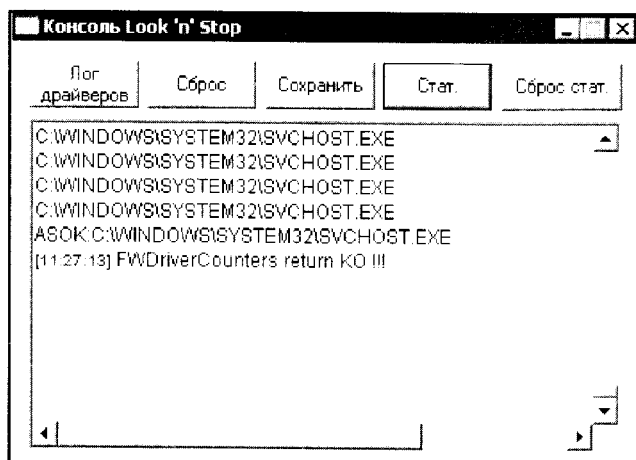 Консоль Look 'n' Stop
Лог
драйверов
Сброс
Сохранить
Стат.
Сброс стат.
C:\WINDOWS\SYSTEM32\SVCHOST.EXE
C:\WINDOWS\SYSTEM32\SVCHOST.EXE
C:\WINDOWS\SYSTEM32\SVCHOST.EXE
C:\WINDOWS\SYSTEM32\SVCHOST.EXE
ASOK:C:\WINDOWS\SYSTEM32\SVCHOST.EXE
[11:27:13] FWDriverCounters return KO !!!